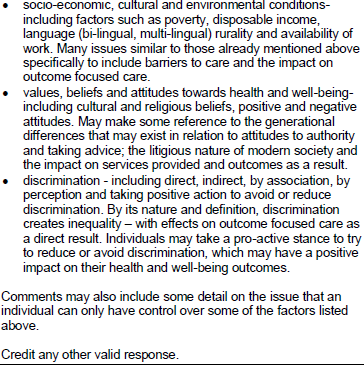 • socio-economic, cultural and environmental conditions-
including factors such as poverty, disposable income,
language (bi-lingual, multi-lingual) rurality and availability of
work. Many issues similar to those already mentioned above
specifically to include barriers to care and the impact on
outcome focused care.
• values, beliefs and attitudes towards health and well-being-
including cultural and religious beliefs, positive and negative
attitudes. May make some reference to the generational
differences that may exist in relation to attitudes to authority
and taking advice; the litigious nature of modern society and
the impact on services provided and outcomes as a result.
• discrimination - including direct, indirect, by association, by
perception and taking positive action to avoid or reduce
discrimination. By its nature and definition, discrimination
creates inequality – with effects on outcome focused care as
a direct result. Individuals may take a pro-active stance to try
to reduce or avoid discrimination, which may have a positive
impact on their health and well-being outcomes.
Comments may also include some detail on the issue that an
individual can only have control over some of the factors listed
above.
Credit any other valid response.